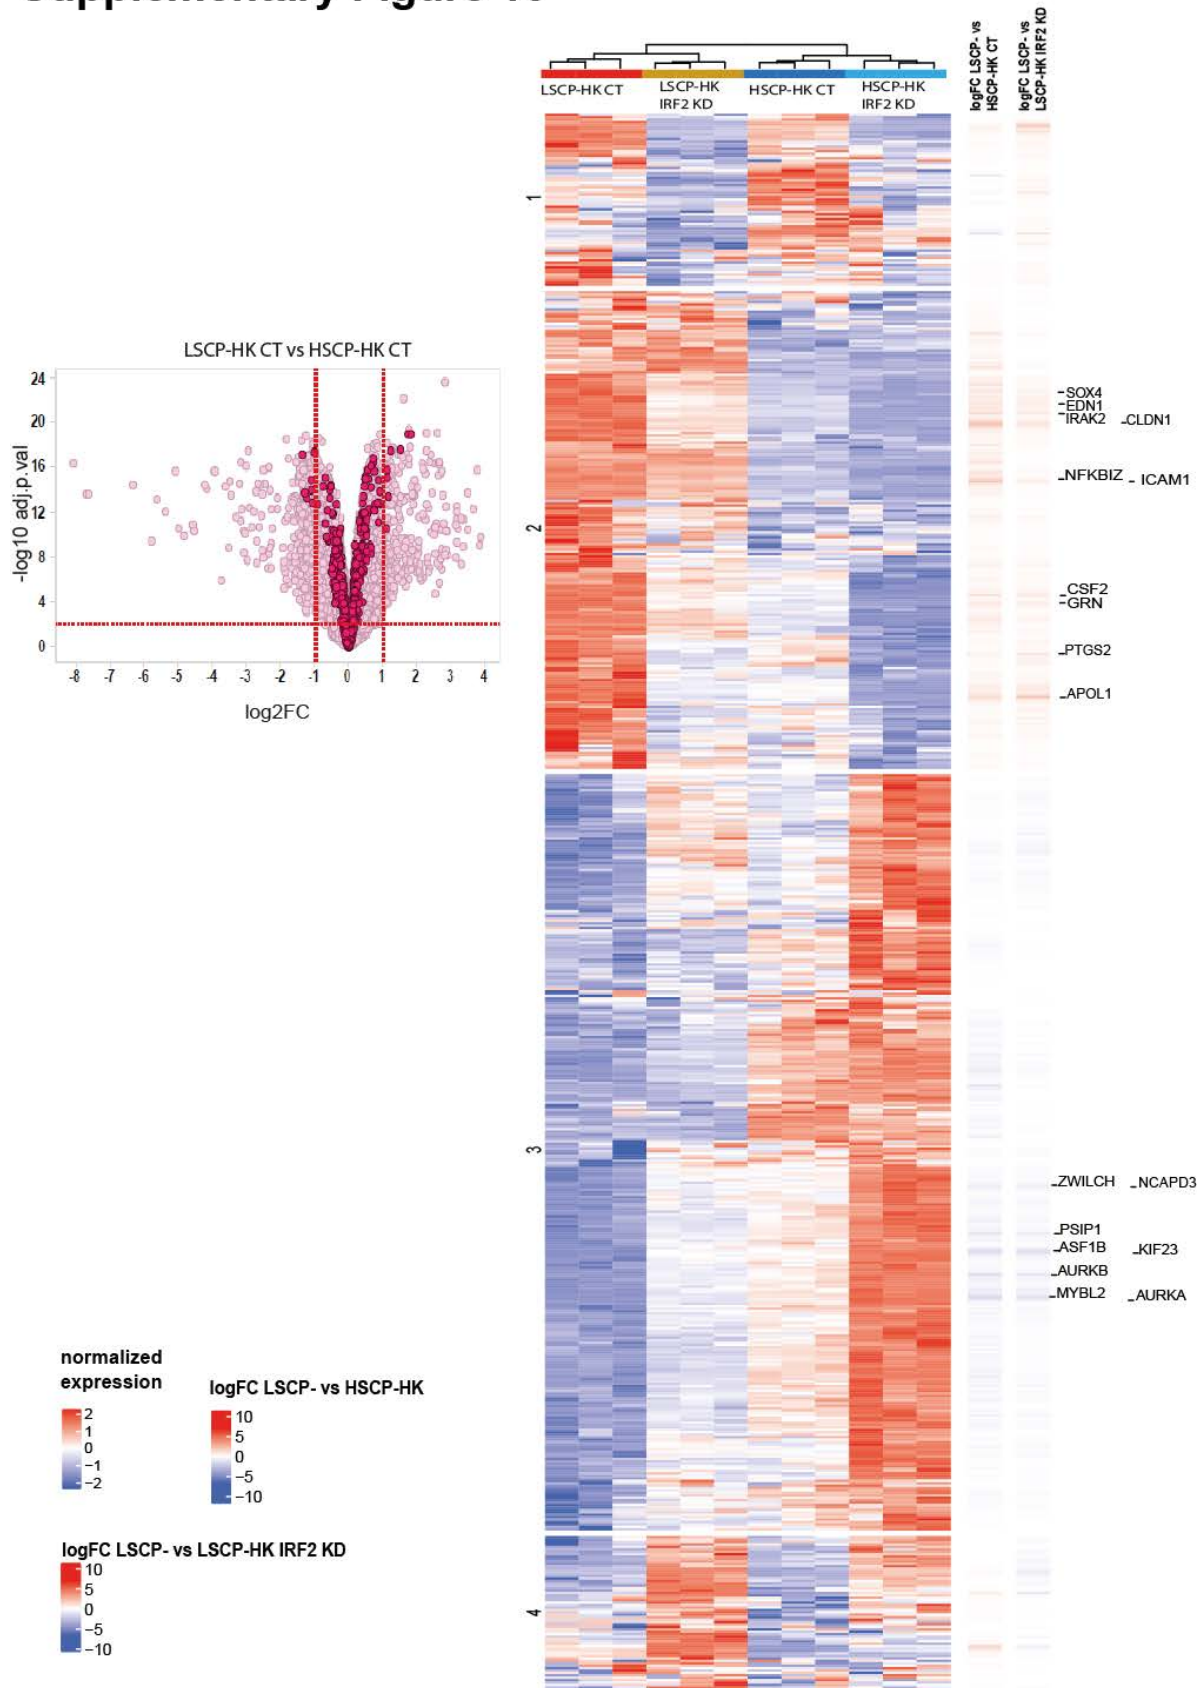 logFC LSCP- vs
HSCP-HK CT
logFC LSCP- vs
LSCP-HK IRF2 KD
LSCP-HK CT
LSCP-HK
IRF2 KD
HSCP-HK CT
HSCP-HK
IRF2 KD
1
2
3
4
LSCP-HK CT vs HSCP-HK CT
-log10 adj.p.val
24
20
16
12
8
4
0
-8 -7 -6 -5 -4 -3 -2 -1 0 1 2 3 4
log2FC
SOX4
EDN1
IRAK2 CLDN1
NFKBIZ ICAM1
CSF2
GRN
PTGS2
APOL1
ZWILCH NCAPD3
PSIP1
ASF1B KIF23
AURKB
MYBL2 AURKA
normalized
expression
2
1
0
−1
−2
logFC LSCP- vs HSCP-HK
10
5
0
−5
−10
logFC LSCP- vs LSCP-HK IRF2 KD
10
5
0
−5
−10